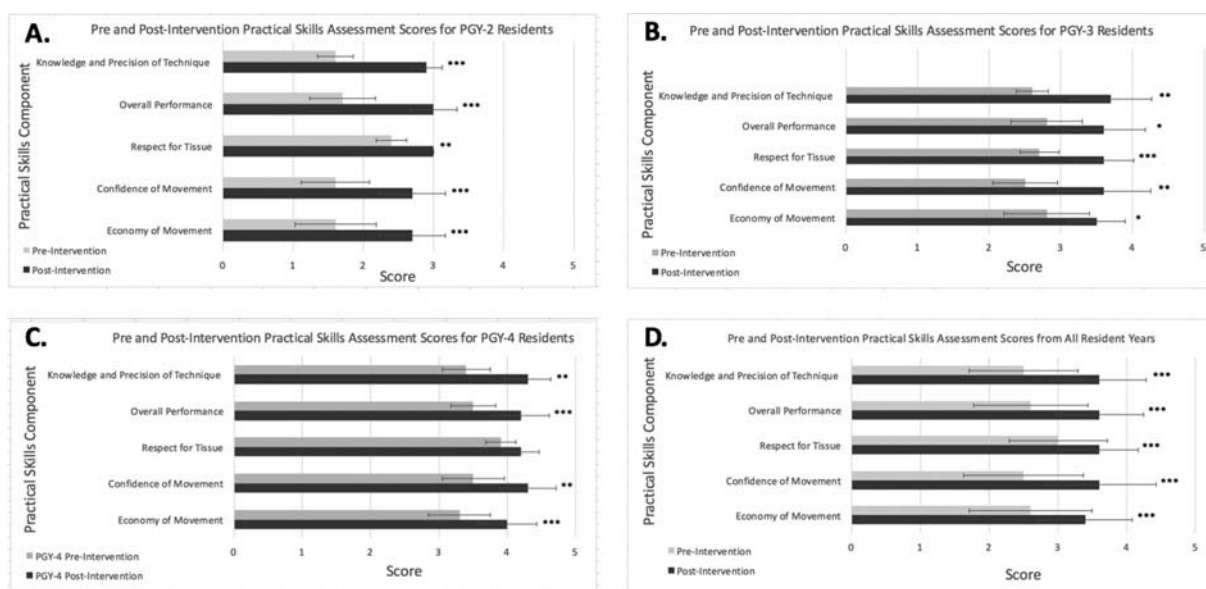 A.
Pre and Post-Intervention Practical Skills Assessment Scores for PGY-2 Residents
Practical Skills Component
Knowledge and Precision of Technique
***
Overall Performance
***
Respect for Tissue
**
Confidence of Movement
***
Economy of Movement
***
Pre-Intervention
Post-Intervention
0 1 2 3 4 5
Score
B.
Pre and Post-Intervention Practical Skills Assessment Scores for PGY-3 Residents
Practical Skills Component
Knowledge and Precision of Technique
**
Overall Performance
*
Respect for Tissue
***
Confidence of Movement
**
Economy of Movement
*
Pre-Intervention
Post-Intervention
0 1 2 3 4 5
Score
C.
Pre and Post-Intervention Practical Skills Assessment Scores for PGY-4 Residents
Practical SKills Component
Knowledge and Precision of Technique
**
Overall Performance
***
Respect for Tissue
Confidence of Movement
**
Economy of Movement
***
PGY-4 Pre-Intervention
PGY-4 Post-Intervention
0 1 2 3 4 5
Score
D.
Pre and Post-Intervention Practical Skills Assessment Scores from All Resident Years
Practical Skills Component
Knowledge and Precision of Technique
***
Overall Performance
***
Respect for Tissue
***
Confidence of Movement
***
Economy of Movement
***
Pre-Intervention
Post-Intervention
0 1 2 3 4 5
Score